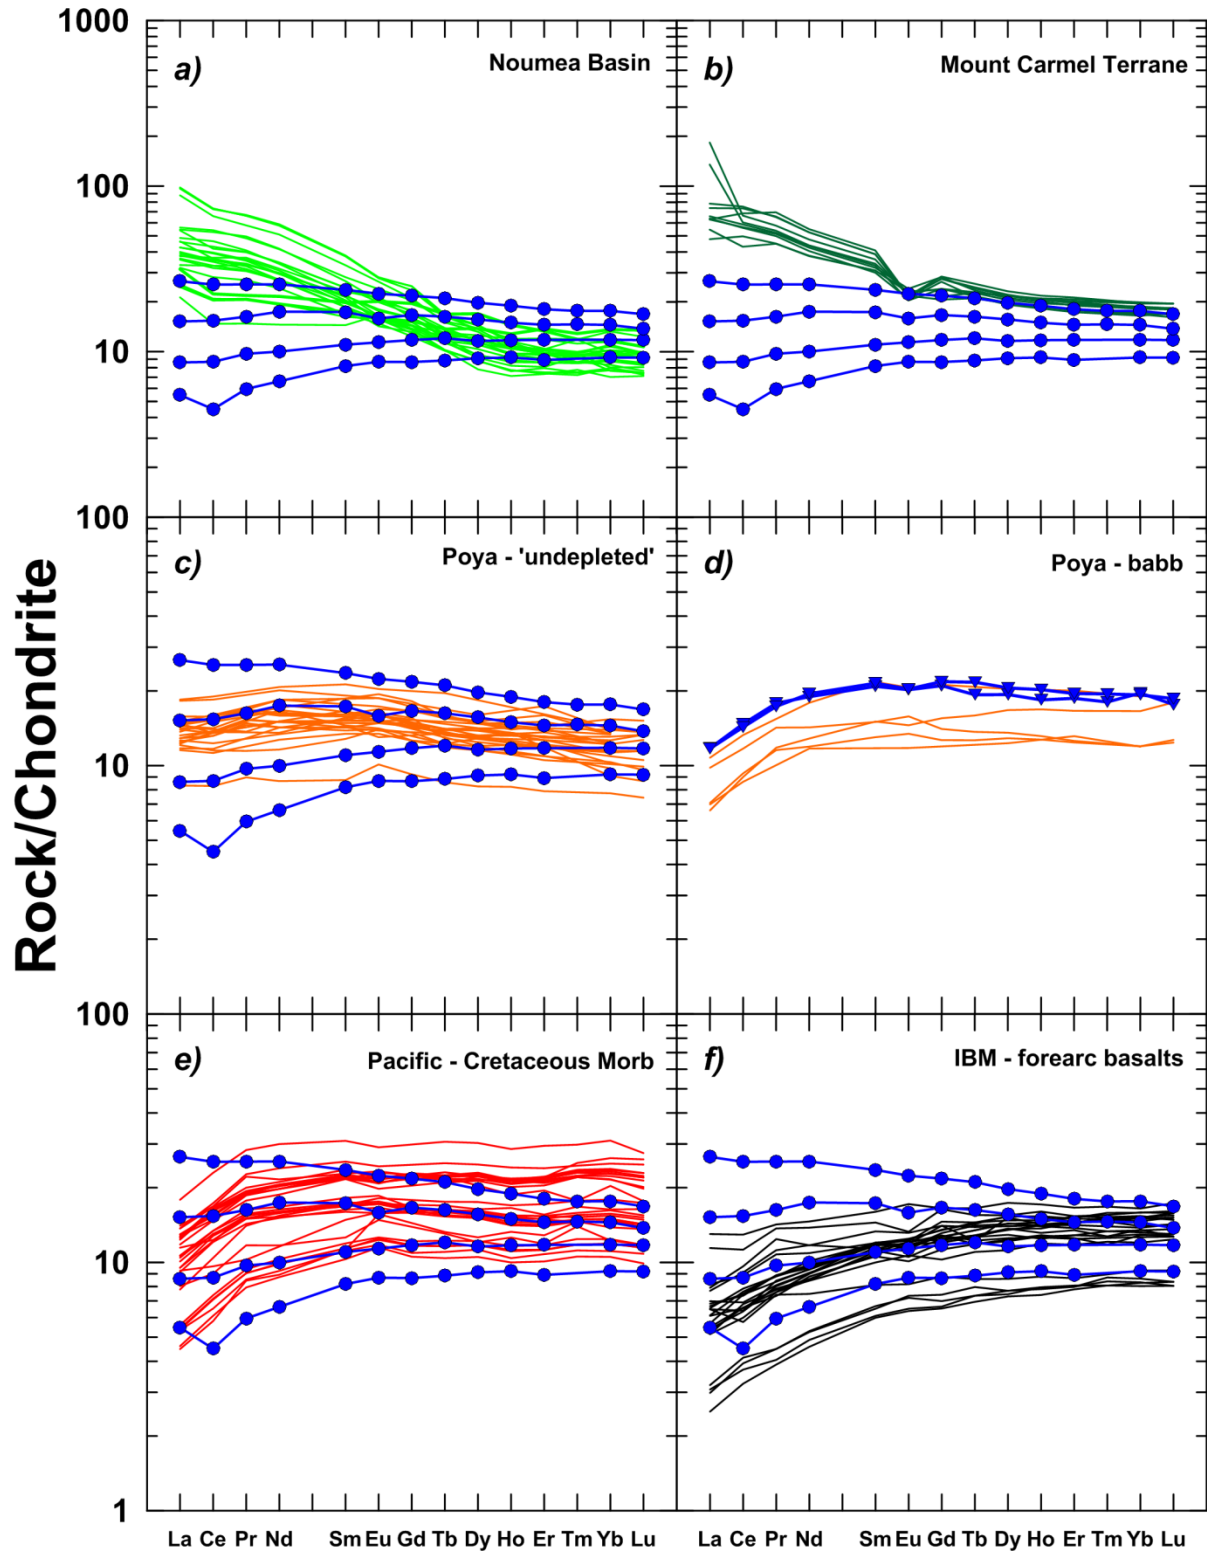 1000
a)
Noumea Basin
b)
Mount Carmel Terrane
100
10
100
c)
Poya - 'undepleted'
d)
Poya - babb
Rock/Chondrite
10
100
e)
Pacific - Cretaceous Morb
f)
IBM - forearc basalts
10
1
La Ce Pr Nd Sm Eu Gd Tb Dy Ho Er Tm Yb Lu
La Ce Pr Nd Sm Eu Gd Tb Dy Ho Er Tm Yb Lu